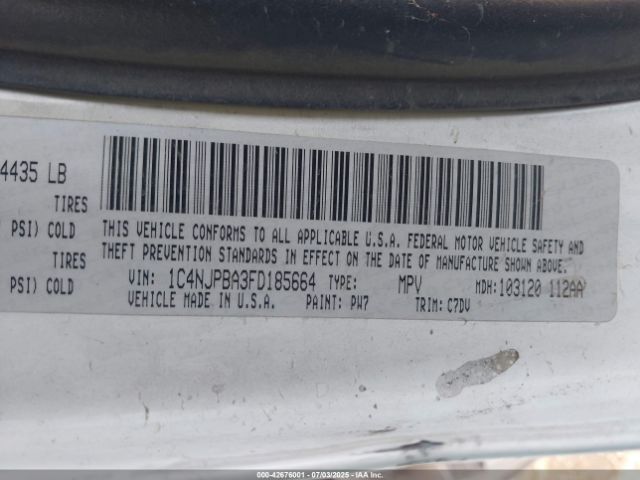 4435 LB
TIRES
PSI) COLD
TIRES
PSI) COLD
THIS VEHICLE CONFORMS TO ALL APPLICABLE U.S.A. FEDERAL MOTOR VEHICLE SAFETY AND
THEFT PREVENTION STANDARDS IN EFFECT ON THE DATE OF MANUFACTURE SHOWN ABOVE.
VIN: 1C4NJPBA3FD185664 TYPE: MPV MDH:103120 112AA
VEHICLE MADE IN U.S.A. PAINT: PW7 TRIM: C7DV
000-42676001 - 07/03/2025 - IAAI.COM